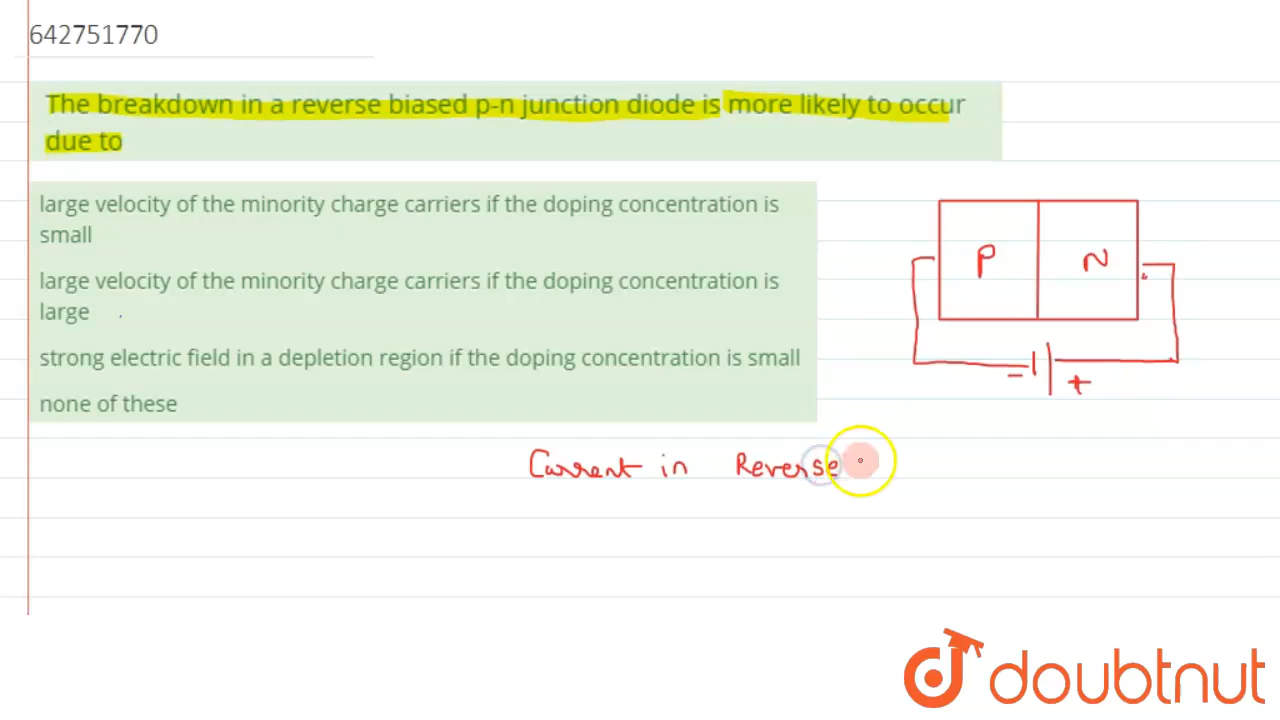 642751770
The breakdown in a reverse biased p-n junction diode is more likely to occur
due to
large velocity of the minority charge carriers if the doping concentration is
small
large velocity of the minority charge carriers if the doping concentration is
large
strong electric field in a depletion region if the doping concentration is small
none of these
P N
- +
Current in Reverse
doubtnut